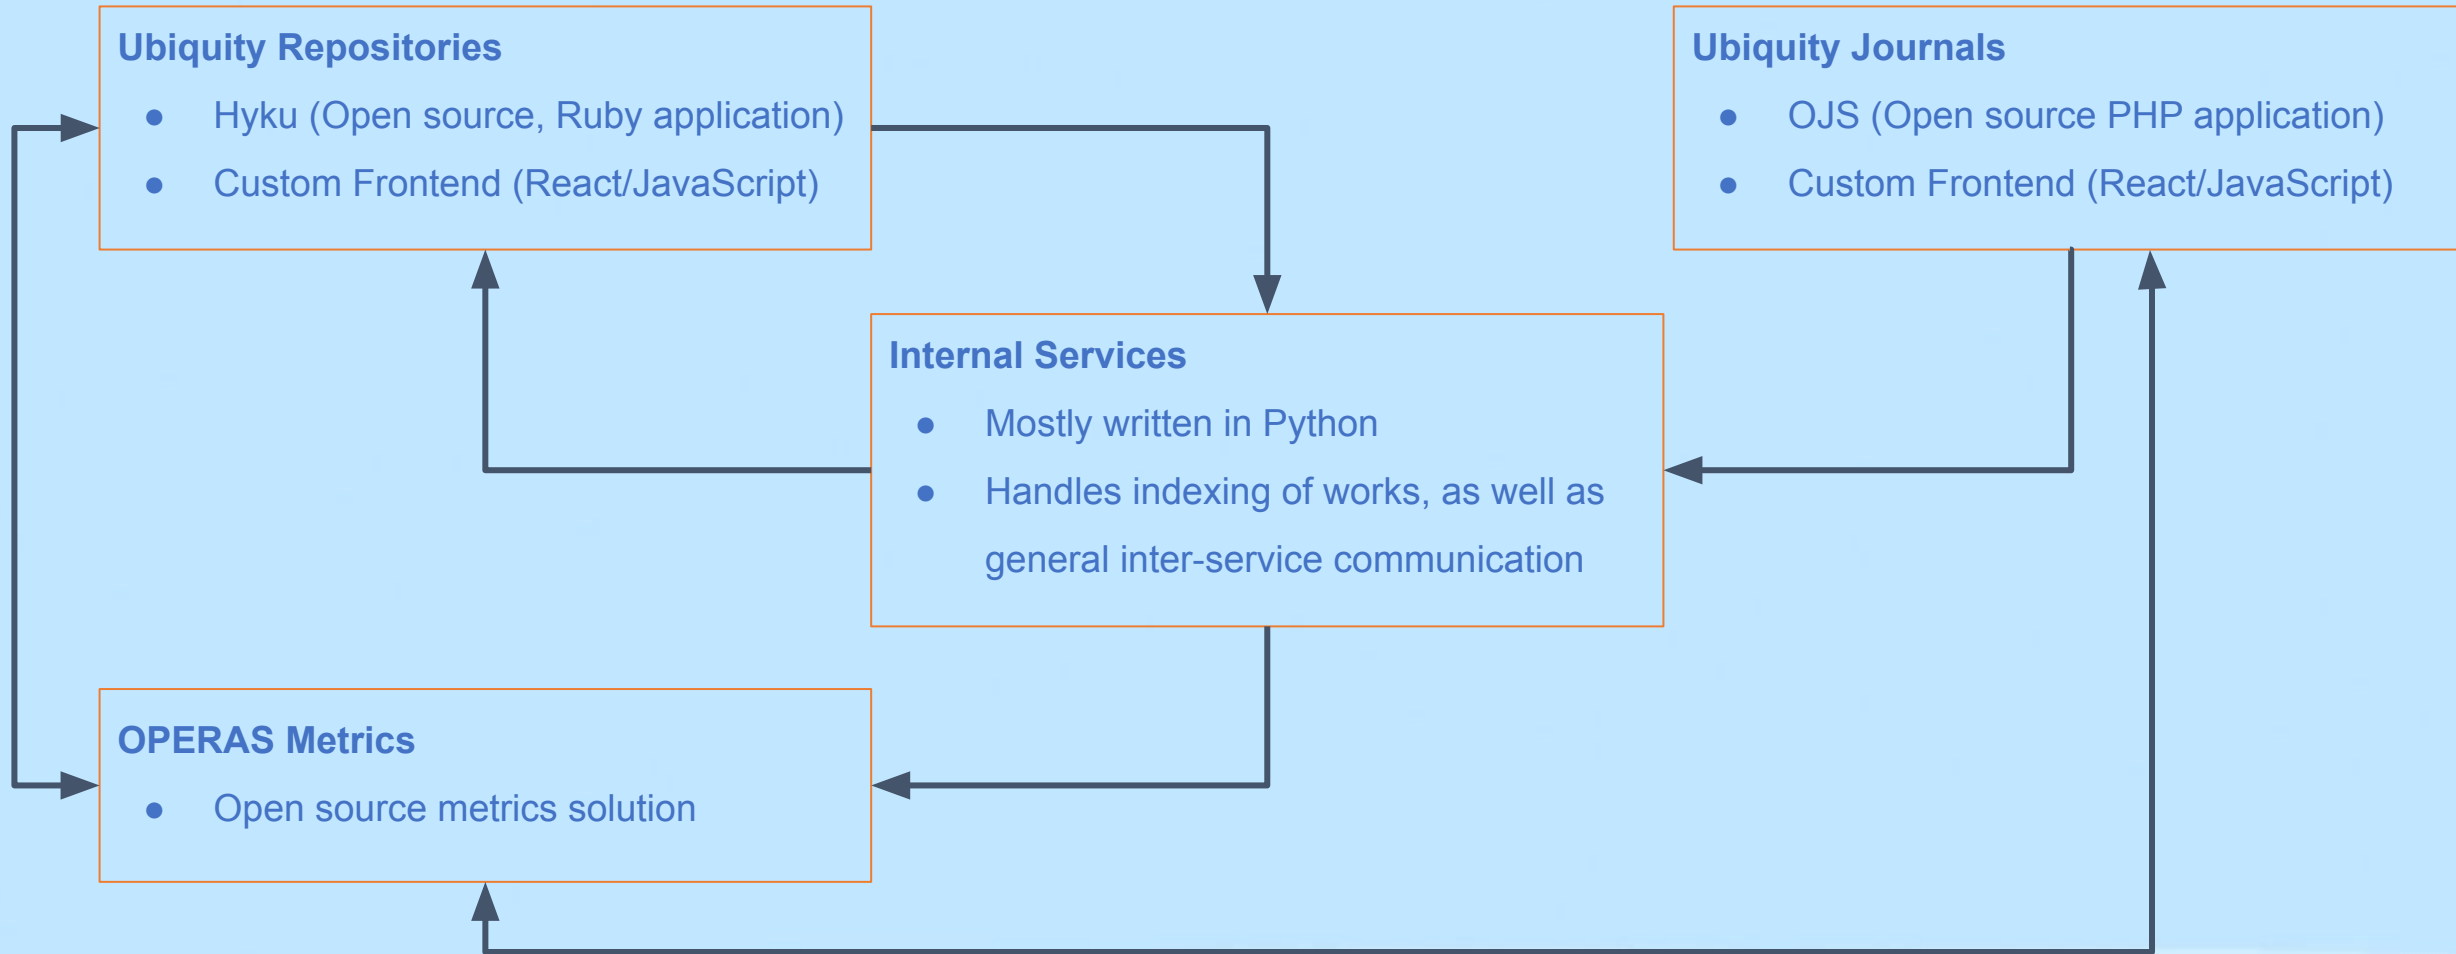 Ubiquity Repositories
● Hyku (Open source, Ruby application)
● Custom Frontend (React/JavaScript)
Ubiquity Journals
● OJS (Open source PHP application)
● Custom Frontend (React/JavaScript)
Internal Services
● Mostly written in Python
● Handles indexing of works, as well as
general inter-service communication
OPERAS Metrics
● Open source metrics solution